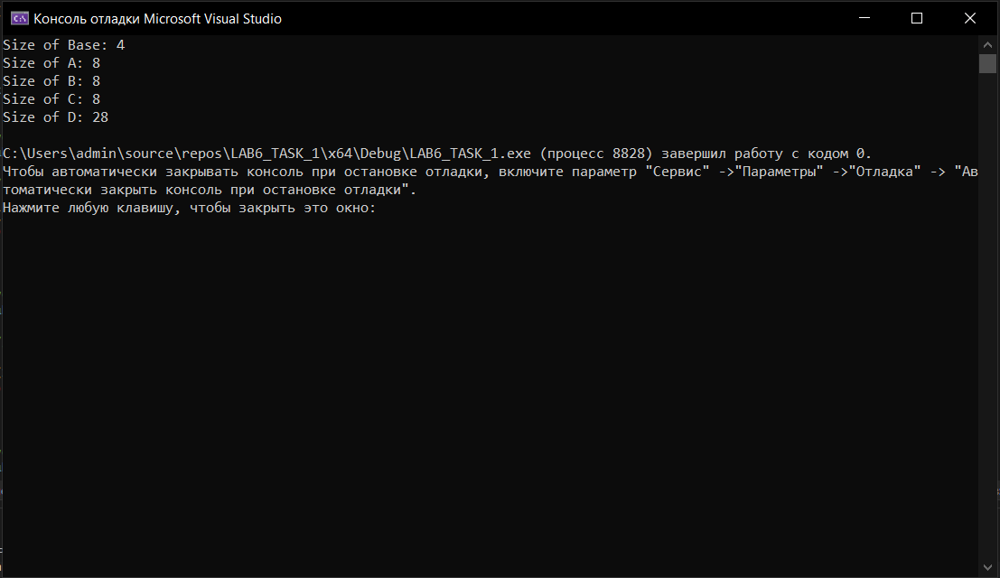 Консоль отладки Microsoft Visual Studio
Size of Base: 4
Size of A: 8
Size of B: 8
Size of C: 8
Size of D: 28
C:\Users\admin\source\repos\LAB6_TASK_1\x64\Debug\LAB6_TASK_1.exe (процесс 8828) завершил работу с кодом 0.
Чтобы автоматически закрывать консоль при остановке отладки, включите параметр "Сервис" ->"Параметры" ->"Отладка" -> "Ав
томатически закрыть консоль при остановке отладки".
Нажмите любую клавишу, чтобы закрыть это окно: